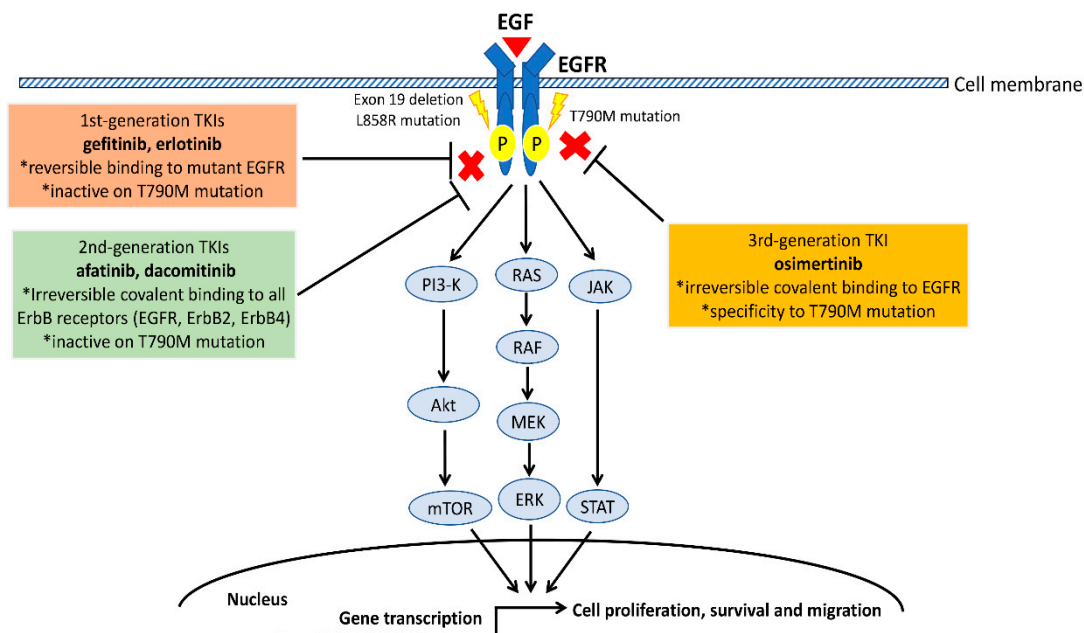 EGF
EGFR
Cell membrane
Exon 19 deletion
L858R mutation
T790M mutation
P
P
1st-generation TKIs
gefitinib, erlotinib
*reversible binding to mutant EGFR
*inactive on T790M mutation
2nd-generation TKIs
afatinib, dacomitinib
*Irreversible covalent binding to all
ErbB receptors (EGFR, ErbB2, ErbB4)
*inactive on T790M mutation
3rd-generation TKI
osimertinib
*irreversible covalent binding to EGFR
*specificity to T790M mutation
PI3-K
RAS
JAK
RAF
Akt
MEK
mTOR
ERK
STAT
Nucleus
Gene transcription
Cell proliferation, survival and migration